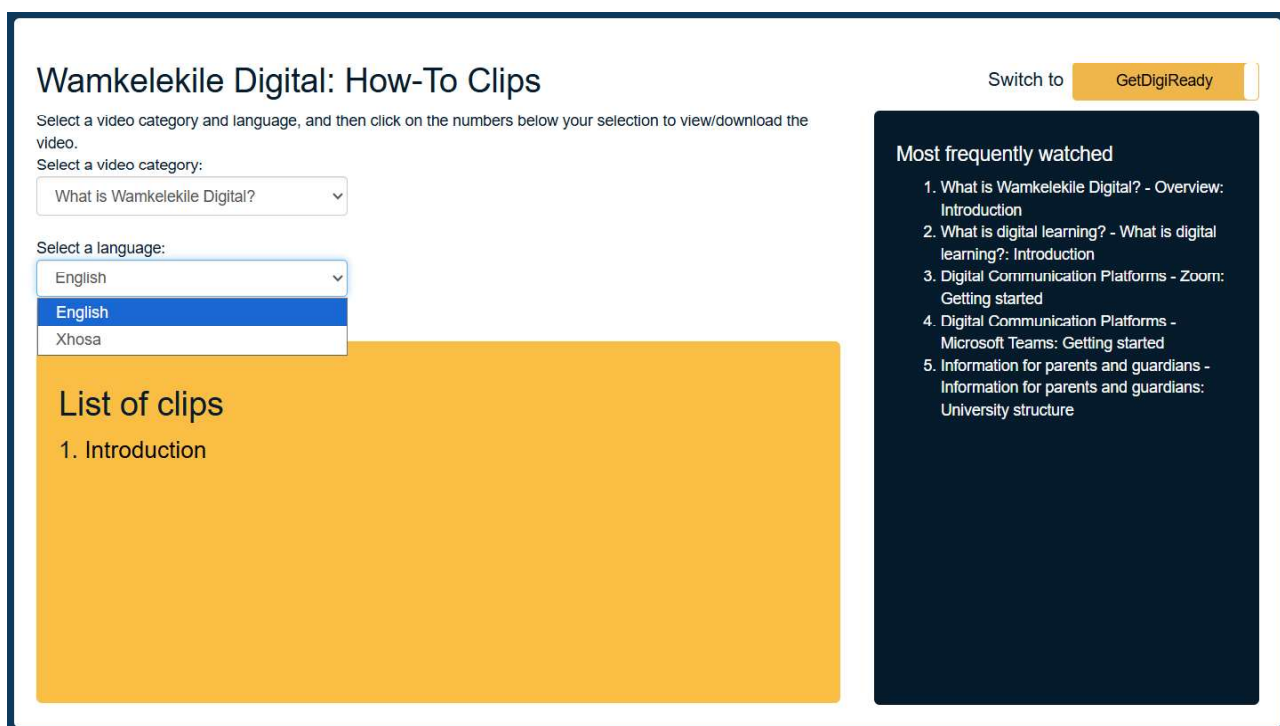 Wamkelekile Digital: How-To Clips
Select a video category and language, and then click on the numbers below your selection to view/download the
video.
Select a video category:
What is Wamkelekile Digital?
Select a language:
English
English
Xhosa
List of clips
1. Introduction
Switch to GetDigiReady
Most frequently watched
1. What is Wamkelekile Digital? - Overview:
Introduction
2. What is digital learning? - What is digital
learning?: Introduction
3. Digital Communication Platforms - Zoom:
Getting started
4. Digital Communication Platforms -
Microsoft Teams: Getting started
5. Information for parents and guardians -
Information for parents and guardians:
University structure